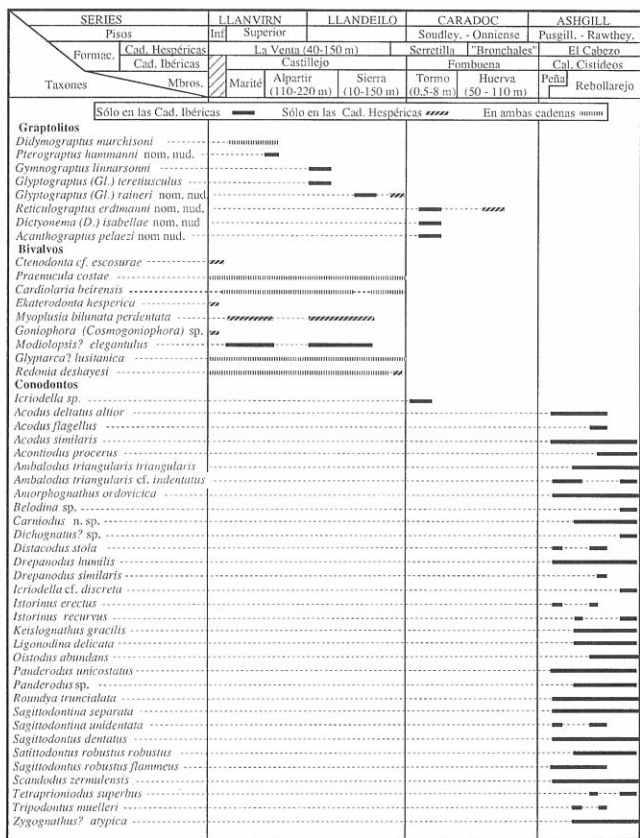 SERIES LLANVIRN LLANDEILO CARADOC ASHGILL
Pisos Inf Superior Soudley. - Onniense Pusgill. - Rawthey.
Formac. Cad. Hespéricas La Venta (40-150 m) Serretilla "Bronchales" El Cabezo
Cad. Ibéricas Castillejo Fombuena Cal. Cistideos
Taxones Mbros. Marité Alpartir (110-220 m) Sierra (10-150 m) Tormo (0,5-8 m) Huerva (50 - 110 m) Peña Rebollarejo
Sólo en las Cad. Ibéricas Sólo en las Cad. Hespéricas En ambas cadenas
Graptolitos
Didymograptus murchisoni
Pterograptus hammanni nom. nud.
Gymnograptus linnarsonni
Glyptograptus (Gl.) teretiusculus
Glyptograptus (Gl.) raineri nom. nud.
Reticulograptus erdtmanni nom. nud.
Dictyonema (D.) isabellae nom. nud
Acanthograptus pelaezi nom nud.
Bivalvos
Ctenodonta cf. escosurae
Praenucula costae
Cardiolaria beirensis
Ekaterodonta hesperica
Myoplusia bilunata perdentata
Goniophora (Cosmogoniophora) sp.
Modiolopsis? elegantulus
Glyptarca? lusitanica
Redonia deshayesi
Conodontos
Icriodella sp.
Acodus deltatus altior
Acodus flagellus
Acodus similaris
Acontiodus procerus
Ambalodus triangularis triangularis
Ambalodus triangularis cf. indentatus
Amorphognathus ordovicica
Belodina sp.
Carniodus n. sp.
Dichognatus? sp.
Distacodus stola
Drepanodus humilis
Drepanodus similaris
Icriodella cf. discreta
Istorinus erectus
Istorinus recurvus
Keislognathus gracilis
Ligonodina delicata
Oistodus abundans
Panderodus unicostatus
Panderodus sp.
Roundya truncialata
Sagittodontina separata
Sagittodontina unidentata
Sagittodus dentatus
Satittodontus robustus robustus
Sagittodontus robustus flammeus
Scandodus zermulensis
Tetraprioniodus superbus
Tripodontus muelleri
Zygognathus? atypica